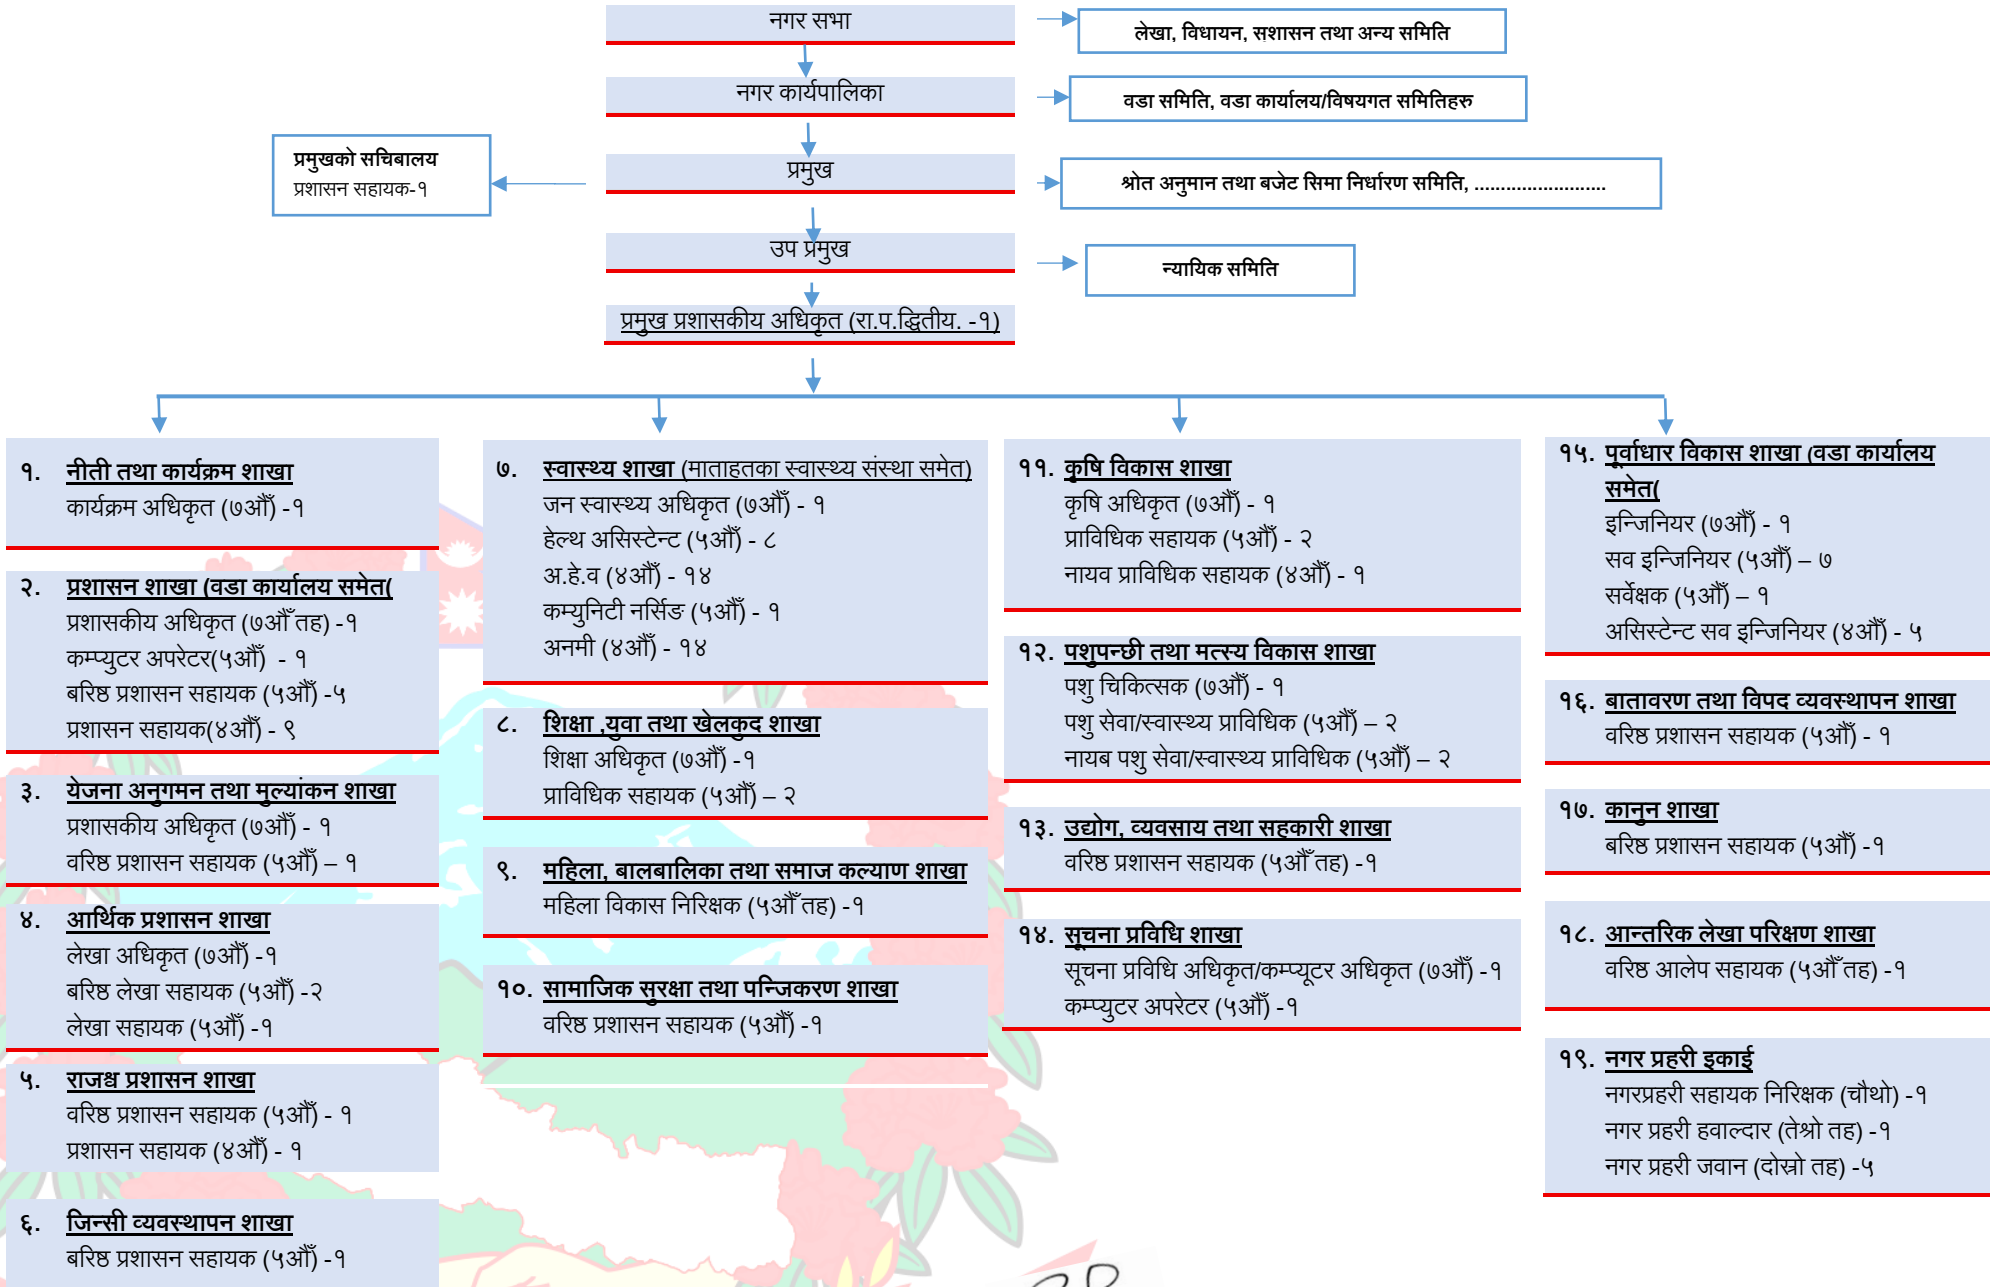 नगर सभा
लेखा, विधायन, सशासन तथा अन्य समिति
नगर कार्यपालिका
वडा समिति, वडा कार्यालय/विषयगत समितिहरु
प्रमुखको सचिबालय
प्रशासन सहायक-१
प्रमुख
श्रोत अनुमान तथा बजेट सिमा निर्धारण समिति, .........................
उप प्रमुख
न्यायिक समिति
प्रमुख प्रशासकीय अधिकृत (रा.प.द्धितीय. -१)
१. नीती तथा कार्यक्रम शाखा
कार्यक्रम अधिकृत (७औँ) -१
२. प्रशासन शाखा (वडा कार्यालय समेत(
प्रशासकीय अधिकृत (७औँ तह) -१
कम्प्युटर अपरेटर(५औँ) - १
बरिष्ठ प्रशासन सहायक (५औँ) -५
प्रशासन सहायक(४औँ) - ९
३. येजना अनुगमन तथा मुल्यांकन शाखा
प्रशासकीय अधिकृत (७औँ) - १
वरिष्ठ प्रशासन सहायक (५औँ) – १
४. आर्थिक प्रशासन शाखा
लेखा अधिकृत (७औँ) -१
बरिष्ठ लेखा सहायक (५औँ) -२
लेखा सहायक (५औँ) -१
५. राजश्व प्रशासन शाखा
वरिष्ठ प्रशासन सहायक (५औँ) - १
प्रशासन सहायक (४औँ) - १
६. जिन्सी व्यवस्थापन शाखा
बरिष्ठ प्रशासन सहायक (५औँ) -१
७. स्वास्थ्य शाखा (माताहतका स्वास्थ्य संस्था समेत)
जन स्वास्थ्य अधिकृत (७औँ) - १
हेल्थ असिस्टेन्ट (५औँ) - ८
अ.हे.व (४औँ) - १४
कम्युनिटी नर्सिङ (५औँ) - १
अनमी (४औँ) - १४
८. शिक्षा ,युवा तथा खेलकुद शाखा
शिक्षा अधिकृत (७औँ) -१
प्राविधिक सहायक (५औँ) – २
९. महिला, बालबालिका तथा समाज कल्याण शाखा
महिला विकास निरिक्षक (५औँ तह) -१
१०. सामाजिक सुरक्षा तथा पन्जिकरण शाखा
वरिष्ठ प्रशासन सहायक (५औँ) -१
११. कृषि विकास शाखा
कृषि अधिकृत (७औँ) - १
प्राविधिक सहायक (५औँ) - २
नायव प्राविधिक सहायक (४औँ) - १
१२. पशुपन्छी तथा मत्स्य विकास शाखा
पशु चिकित्सक (७औँ) - १
पशु सेवा/स्वास्थ्य प्राविधिक (५औँ) – २
नायब पशु सेवा/स्वास्थ्य प्राविधिक (५औँ) – २
१३. उद्योग, व्यवसाय तथा सहकारी शाखा
वरिष्ठ प्रशासन सहायक (५औँ तह) -१
१४. सूचना प्रविधि शाखा
सूचना प्रविधि अधिकृत/कम्प्यूटर अधिकृत (७औँ) -१
कम्प्युटर अपरेटर (५औँ) -१
१५. पूर्वाधार विकास शाखा (वडा कार्यालय
समेत(
इन्जिनियर (७औँ) - १
सव इन्जिनियर (५औँ) – ७
सर्वेक्षक (५औँ) – १
असिस्टेन्ट सव इन्जिनियर (४औँ) - ५
१६. बातावरण तथा विपद व्यवस्थापन शाखा
वरिष्ठ प्रशासन सहायक (५औँ) - १
१७. कानुन शाखा
बरिष्ठ प्रशासन सहायक (५औँ) -१
१८. आन्तरिक लेखा परिक्षण शाखा
वरिष्ठ आलेप सहायक (५औँ तह) -१
१९. नगर प्रहरी इकाई
नगरप्रहरी सहायक निरिक्षक (चौथो) -१
नगर प्रहरी हवाल्दार (तेश्रो तह) -१
नगर प्रहरी जवान (दोस्रो तह) -५